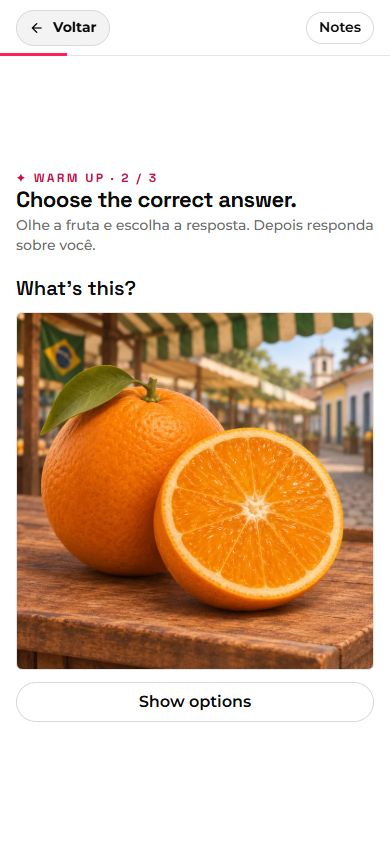 Voltar
Notes
WARM UP · 2 / 3
Choose the correct answer.
Olhe a fruta e escolha a resposta. Depois responda
sobre você.
What's this?
Show options